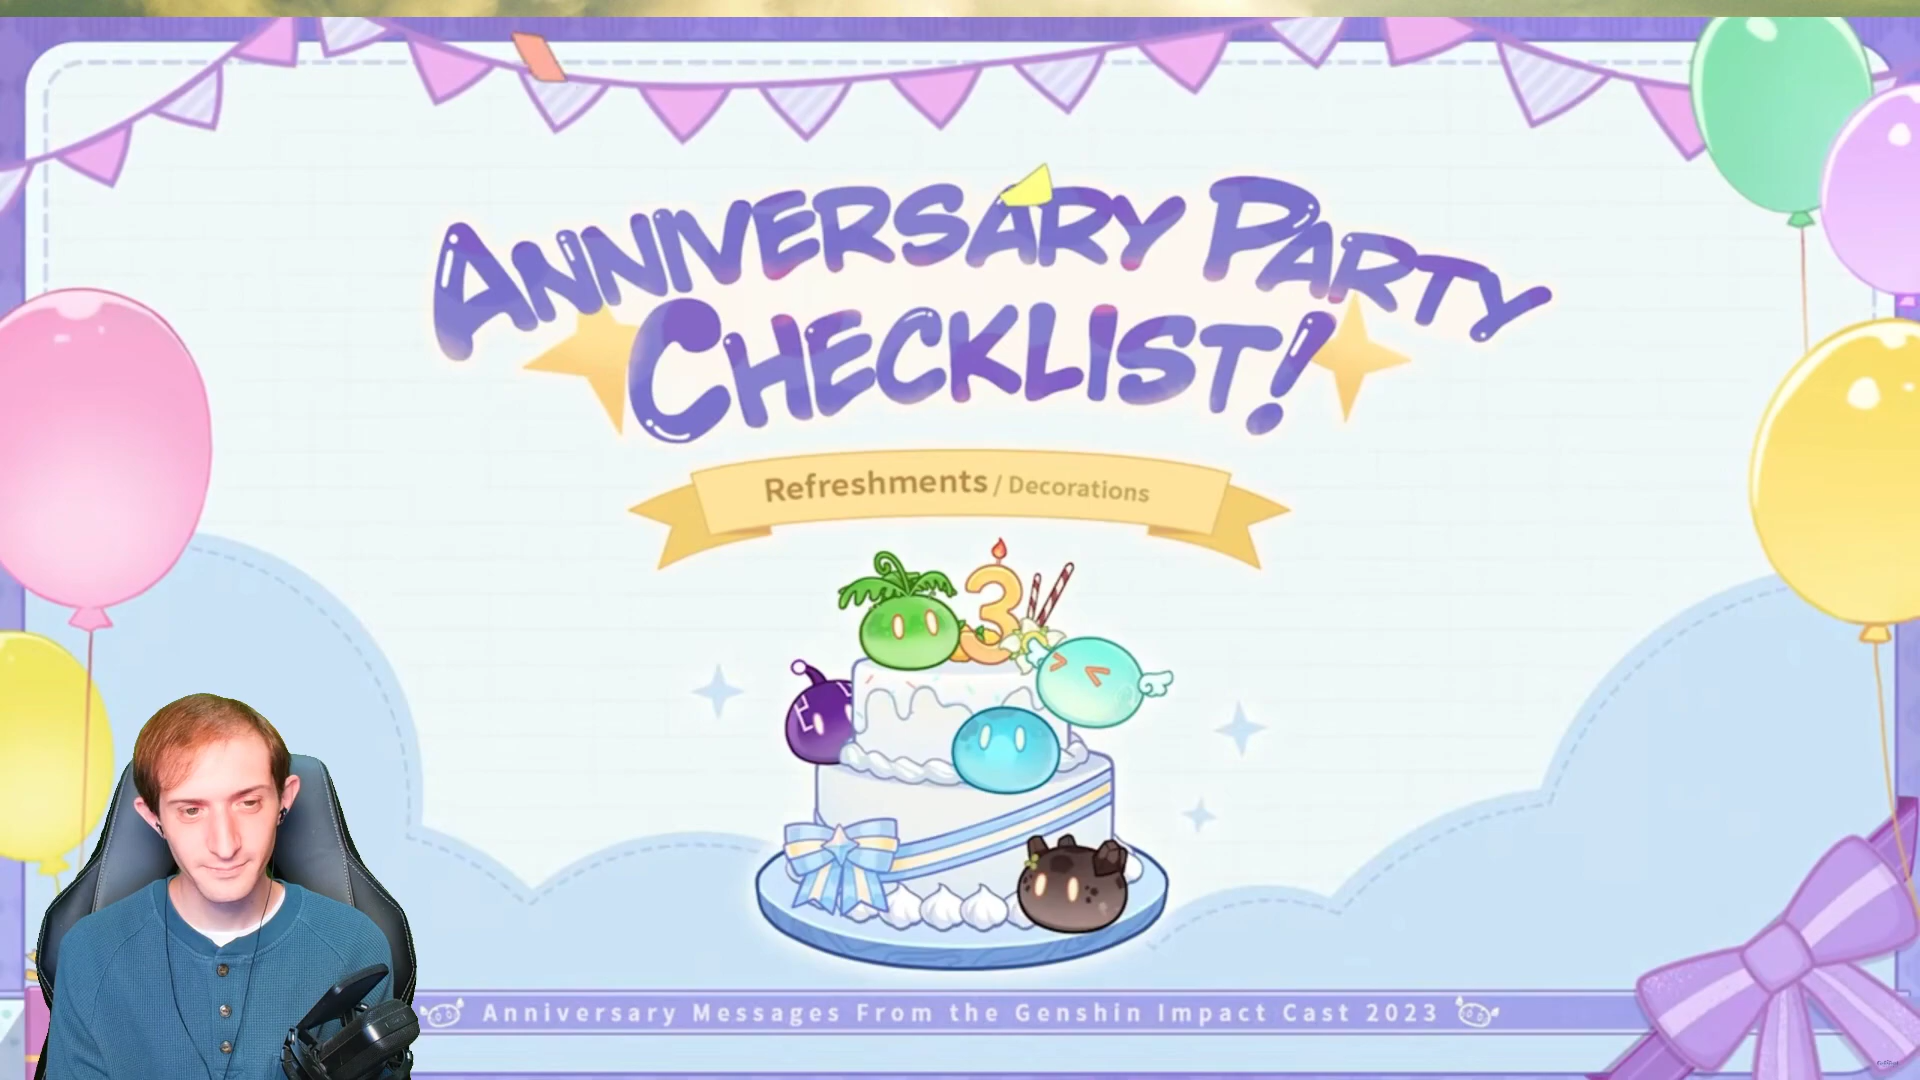 ANNIVERSARY PARTY
CHECKLIST!
Refreshments / Decorations
3
Anniversary Messages From the Genshin Impact Cast 2023